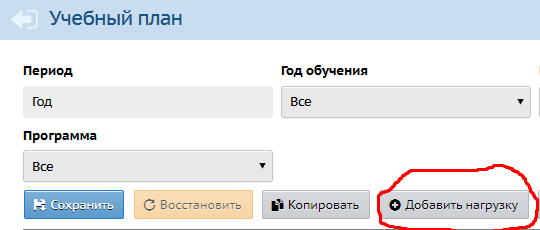 Учебный план
Период
Год обучения
Год
Все
Программа
Все
Сохранить
Восстановить
Копировать
Добавить нагрузку